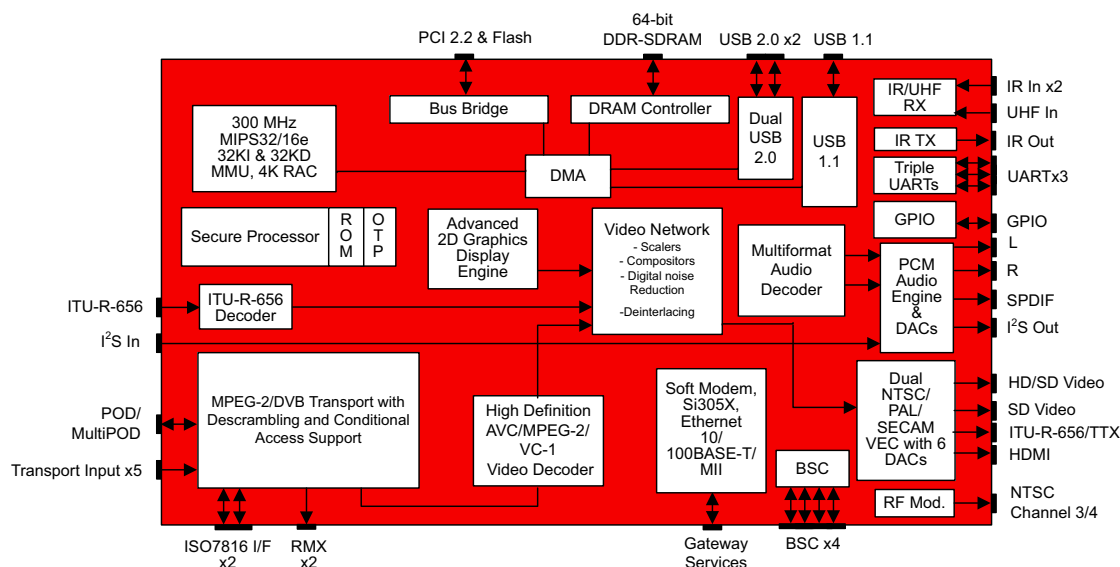 64-bit
PCI 2.2 & Flash
DDR-SDRAM
USB 2.0 x2
USB 1.1
Bus Bridge
DRAM Controller
Dual
USB
2.0
USB
1.1
IR/UHF
RX
IR In x2
UHF In
IR TX
IR Out
Triple
UARTs
UARTx3
GPIO
GPIO
300 MHz
MIPS32/16e
32KI & 32KD
MMU, 4K RAC
DMA
Secure Processor
R
O
M
O
T
P
Advanced
2D Graphics
Display
Engine
Video Network
- Scalers
- Compositors
- Digital noise
Reduction
-Deinterlacing
Multiformat
Audio
Decoder
PCM
Audio
Engine
&
DACs
L
R
SPDIF
I²S Out
ITU-R-656
ITU-R-656
Decoder
I²S In
MPEG-2/DVB Transport with
Descrambling and Conditional
Access Support
POD/
MultiPOD
Transport Input x5
High Definition
AVC/MPEG-2/
VC-1
Video Decoder
Soft Modem,
Si305X,
Ethernet
10/
100BASE-T/
MII
BSC
Dual
NTSC/
PAL/
SECAM
VEC with 6
DACs
HD/SD Video
SD Video
ITU-R-656/TTX
HDMI
RF Mod.
NTSC
Channel 3/4
ISO7816 I/F
x2
RMX
x2
Gateway
Services
BSC x4